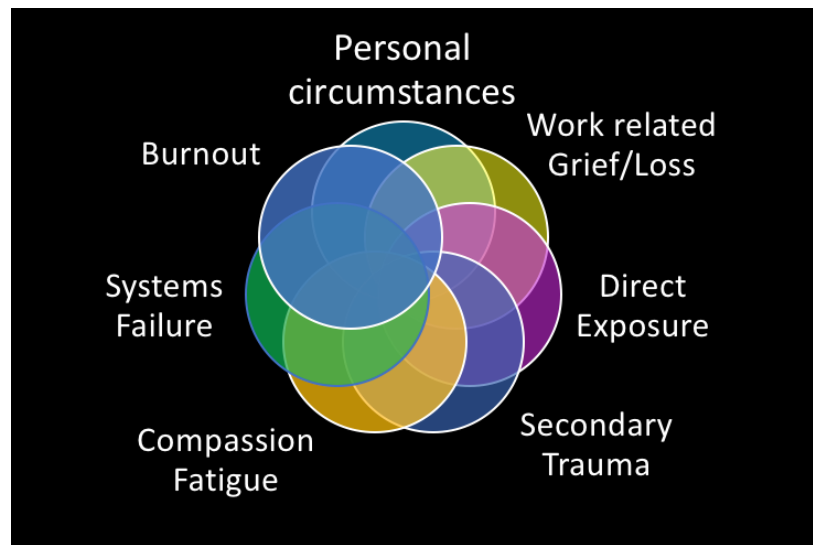 Personal
circumstances
Work related
Grief/Loss
Direct
Exposure
Secondary
Trauma
Compassion
Fatigue
Systems
Failure
Burnout